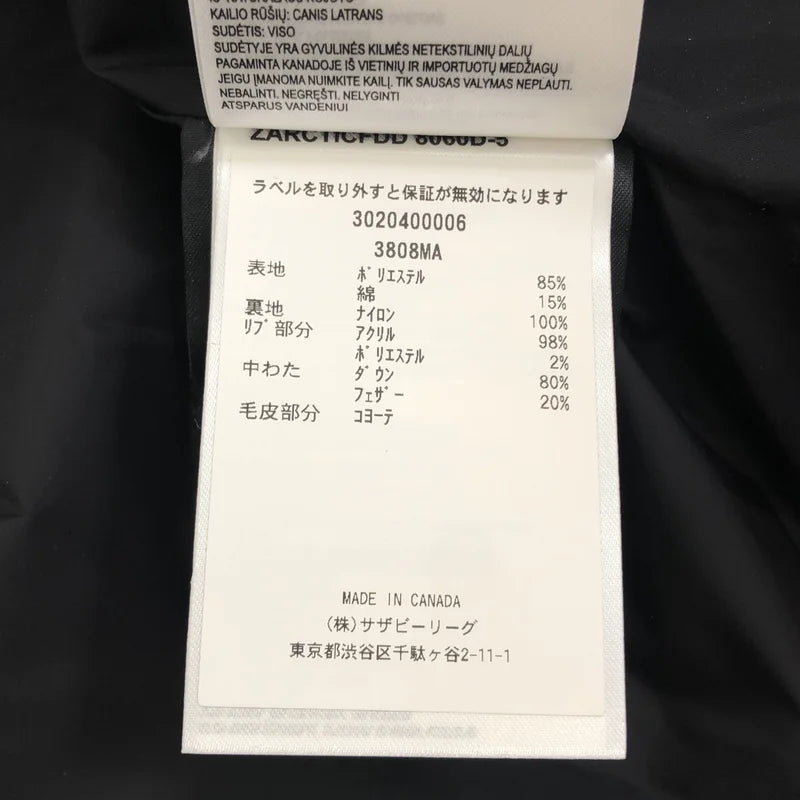 KAILIO RŪŠIŲ: CANIS LATRANS
SUDĖTIS: VISO
SUDĖTYJE YRA GYVULINĖS KILMĖS NETEKSTILINIŲ DALIŲ
PAGAMINTA KANADOJE IŠ VIETINIŲ IR IMPORTUOTŲ MEDŽIAGŲ
JEIGU ĮMANOMA NUIMKITE KAILĮ. TIK SAUSAS VALYMAS NEPLAUTI.
NEBALINTI, NEGRĘŠTI, NELYGINTI
ATSPARUS VANDENIUI
ZARCTICFDD 8060D-5
ラベルを取り外すと保証が無効になります
3020400006
3808MA
表地 ﾎﾟﾘｴｽﾃﾙ 85%
綿 15%
裏地 ﾅｲﾛﾝ 100%
ﾘﾌﾞ部分 ｱｸﾘﾙ 98%
ﾎﾟﾘｴｽﾃﾙ 2%
中わた ﾀﾞｳﾝ 80%
ﾌｪｻﾞｰ 20%
毛皮部分 ｺﾖｰﾃ
MADE IN CANADA
(株)サザビーリーグ
東京都渋谷区千駄ヶ谷2-11-1